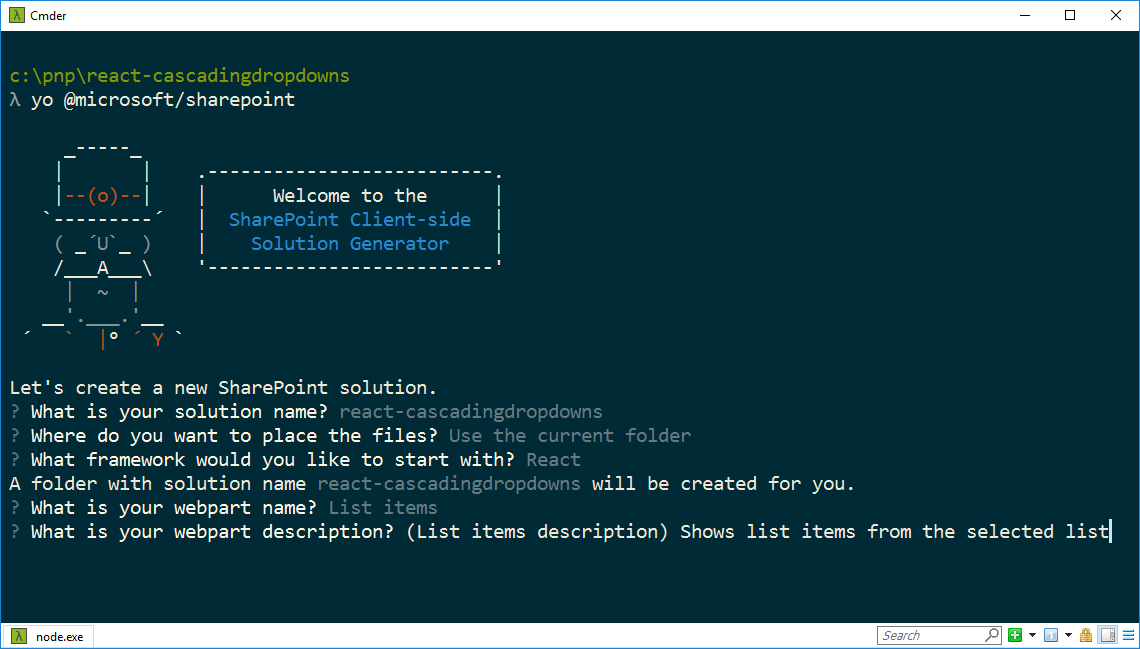 Cmder
c:\pnp\react-cascadingdropdowns
λ yo @microsoft/sharepoint
     _-----_
    |       |    .--------------------------.
    |--(o)--|    |      Welcome to the      |
   `---------´   |  SharePoint Client-side  |
    ( _´U`_ )    |    Solution Generator    |
    /___A___\    '--------------------------'
     |  ~  |
   __'.___.'__
 ´   `  |° ´ Y `
Let's create a new SharePoint solution.
? What is your solution name? react-cascadingdropdowns
? Where do you want to place the files? Use the current folder
? What framework would you like to start with? React
A folder with solution name react-cascadingdropdowns will be created for you.
? What is your webpart name? List items
? What is your webpart description? (List items description) Shows list items from the selected list
node.exe
Search